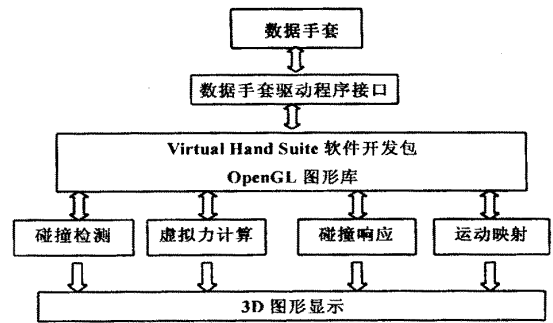 数据手套
数据手套驱动程序接口
Virtual Hand Suite 软件开发包
OpenGL 图形库
碰撞检测 虚拟力计算 碰撞响应 运动映射
3D 图形显示